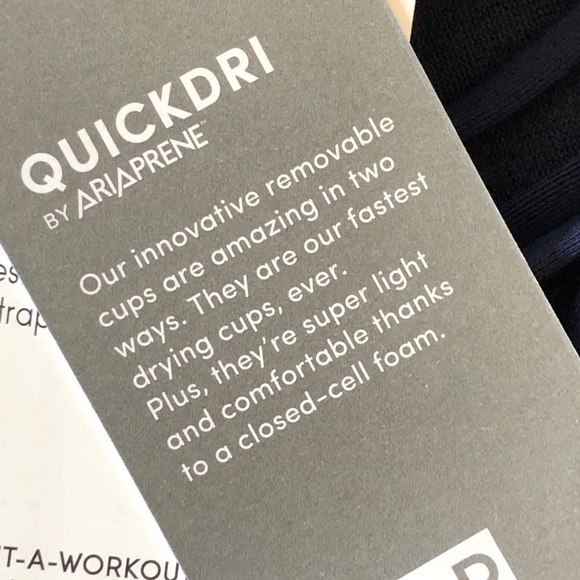 QUICKDRI
BY ARIAPRENE™
Our innovative removable
cups are amazing in two
ways. They are our fastest
drying cups, ever.
Plus, they're super light
and comfortable thanks
to a closed-cell foam.